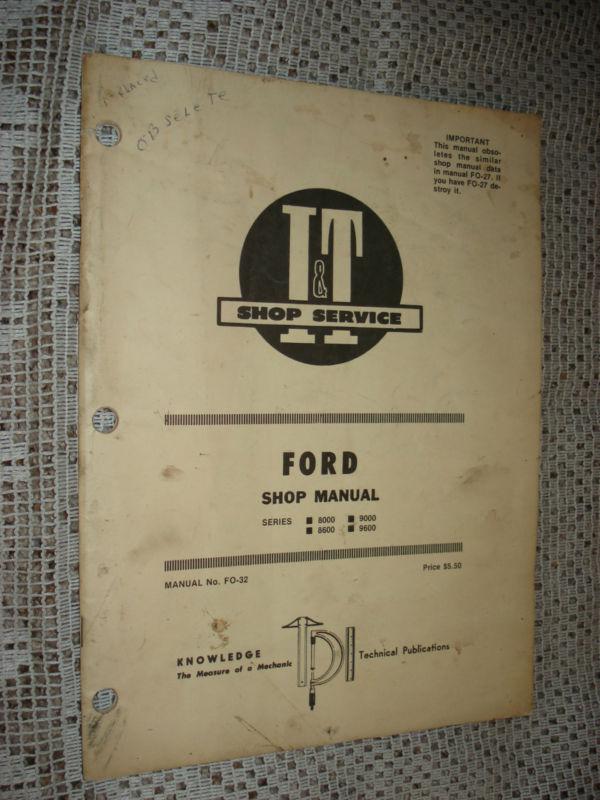 replaced
OBSELETE
IMPORTANT
This manual obso-
letes the similar
shop manual data
in manual FO-27. If
you have FO-27 de-
stroy it.
I&T
SHOP SERVICE
FORD
SHOP MANUAL
SERIES ■ 8000 ■ 9000
■ 8600 ■ 9600
MANUAL No. FO-32
Price $5.50
KNOWLEDGE
The Measure of a Mechanic
TPI
Technical Publications